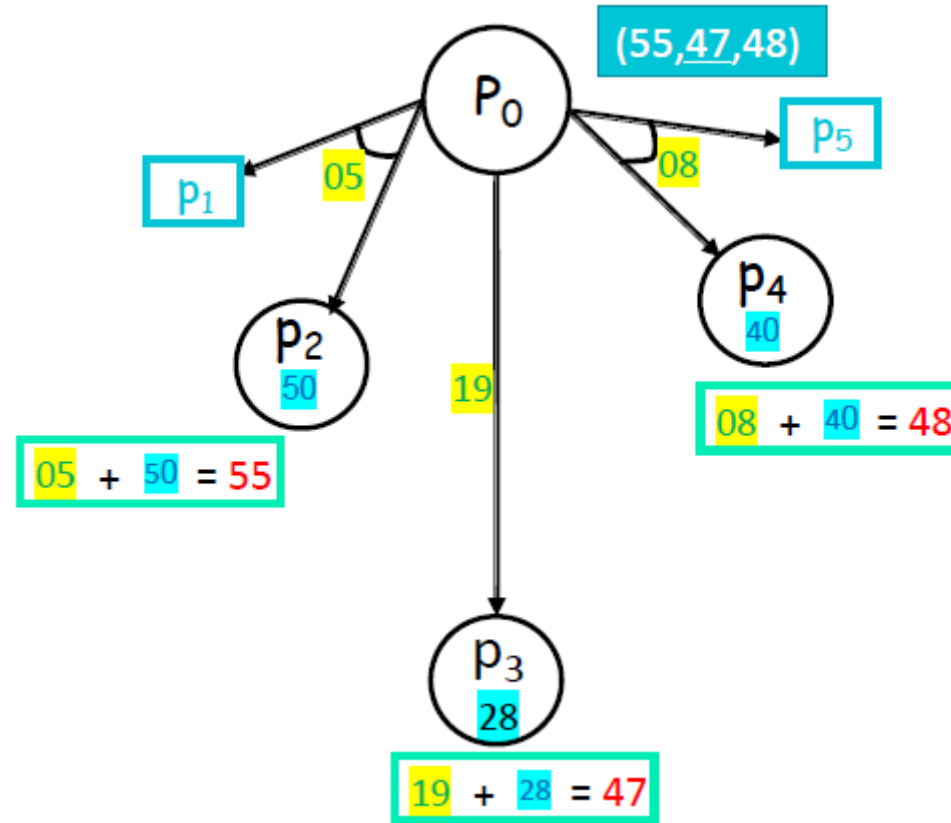 (55,47,48)
P₀
p₁
05
08
p₅
p₂
50
19
p₄
40
05 + 50 = 55
08 + 40 = 48
p₃
28
19 + 28 = 47